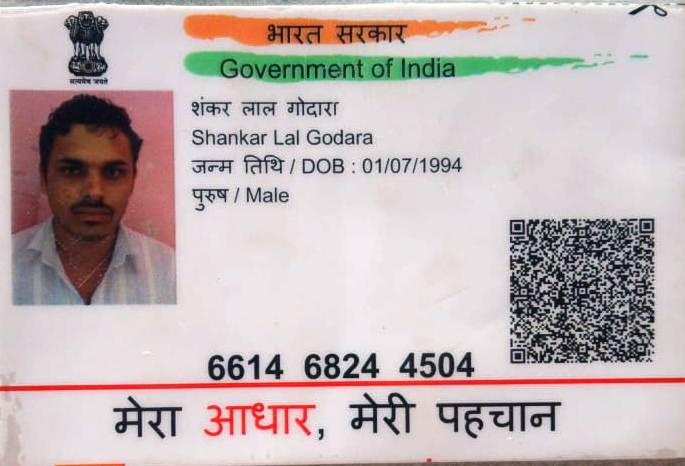 भारत सरकार
Government of India
सत्यमेव जयते
शंकर लाल गोदारा
Shankar Lal Godara
जन्म तिथि / DOB : 01/07/1994
पुरुष / Male
6614 6824 4504
मेरा आधार, मेरी पहचान